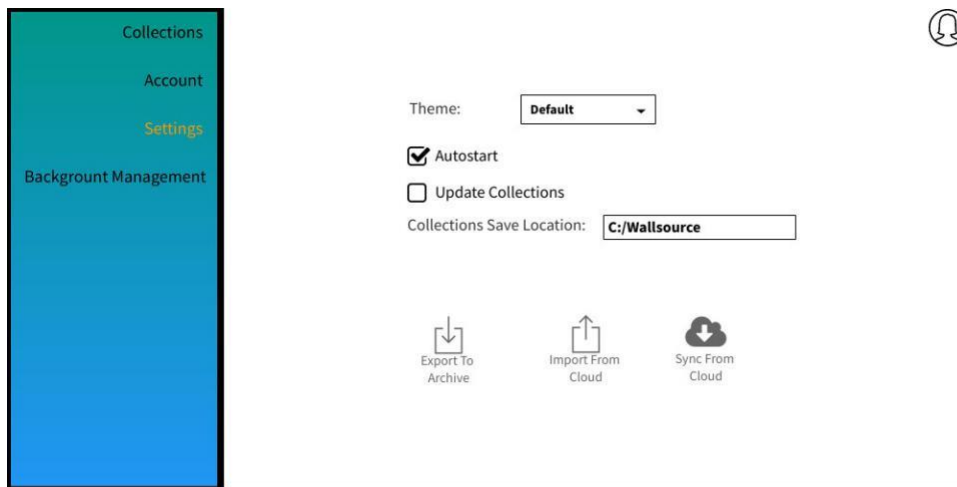 Collections
Account
Settings
Backgrount Management
Theme:
Default
Autostart
Update Collections
Collections Save Location:
C:/Wallsource
Export To
Archive
Import From
Cloud
Sync From
Cloud